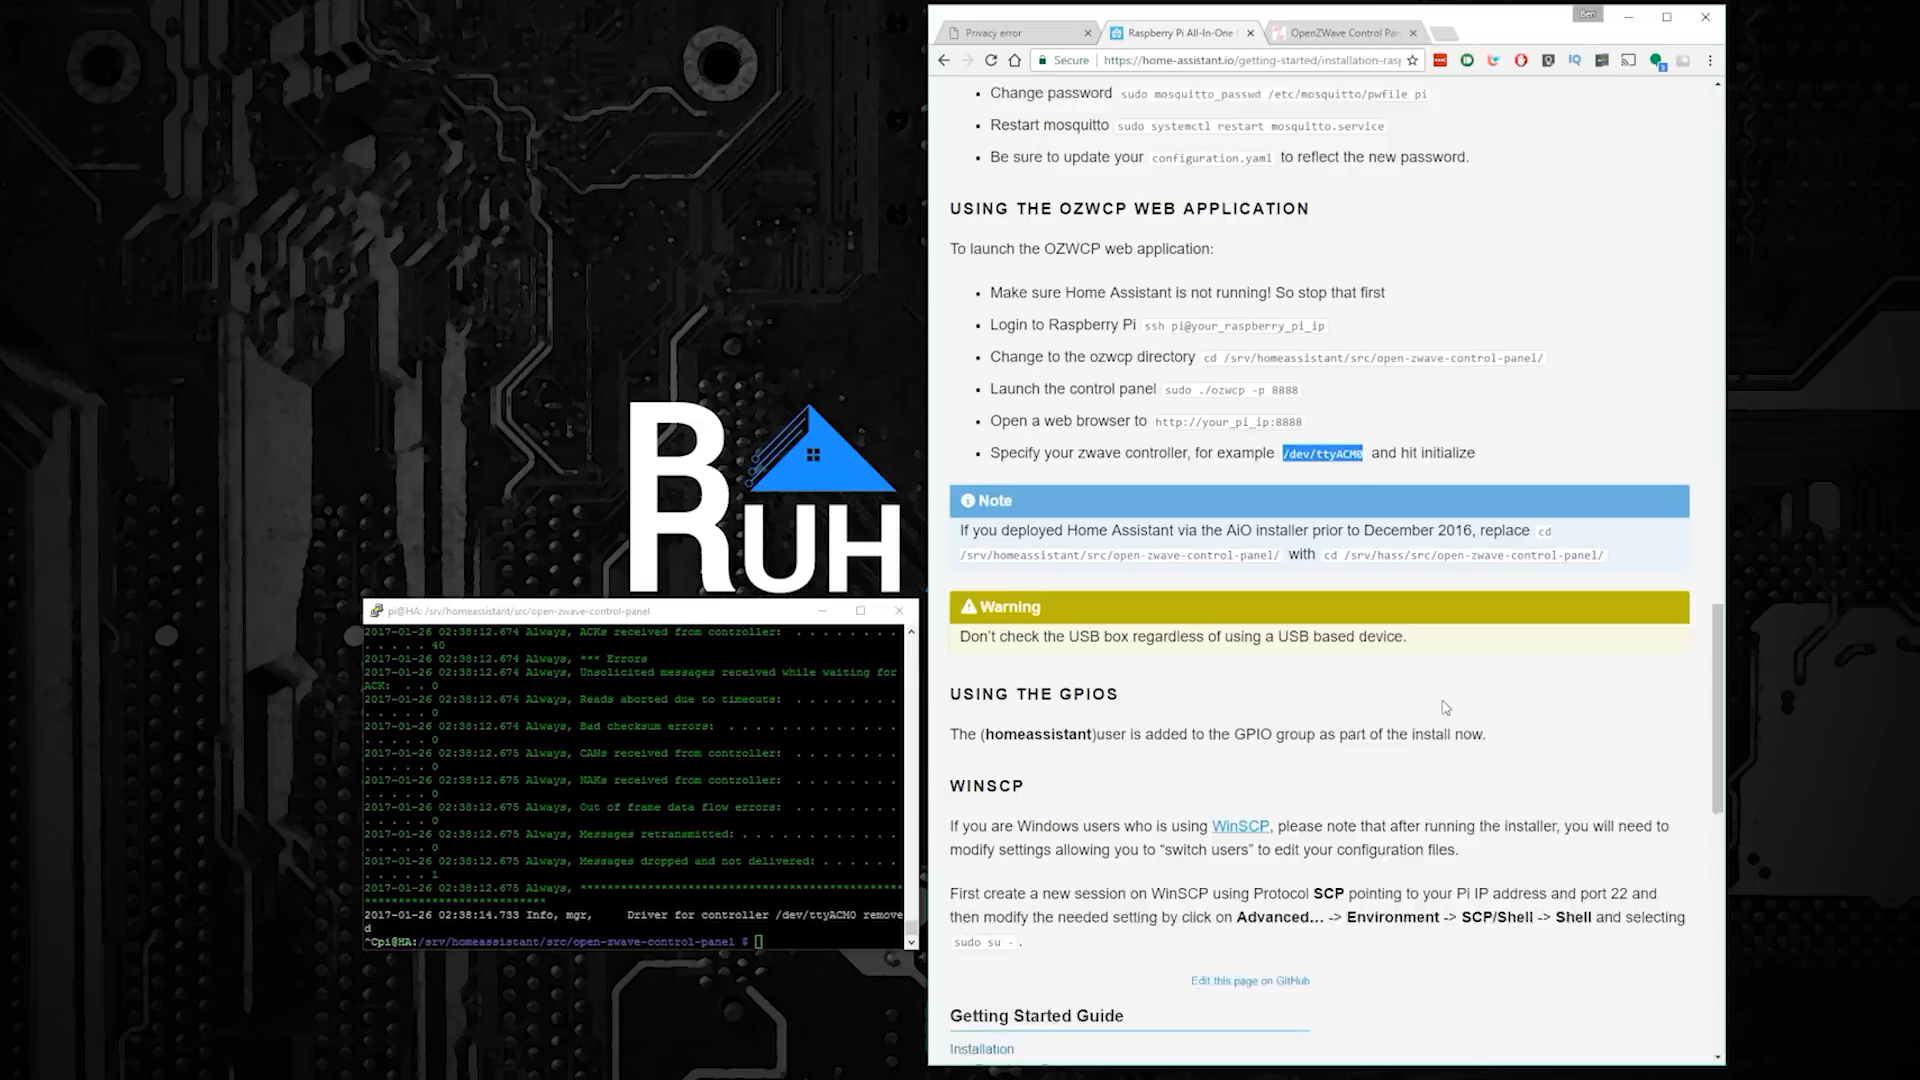 Ben
Privacy error
Raspberry Pi All-In-One
OpenZWave Control Pan
Secure
https://home-assistant.io/getting-started/installation-rasp
Change password sudo mosquitto_passwd /etc/mosquitto/pwfile pi
Restart mosquitto sudo systemctl restart mosquitto.service
Be sure to update your configuration.yaml to reflect the new password.
USING THE OZWCP WEB APPLICATION
To launch the OZWCP web application:
Make sure Home Assistant is not running! So stop that first
Login to Raspberry Pi ssh pi@your_raspberry_pi_ip
Change to the ozwcp directory cd /srv/homeassistant/src/open-zwave-control-panel/
Launch the control panel sudo ./ozwcp -p 8888
Open a web browser to http://your_pi_ip:8888
Specify your zwave controller, for example /dev/ttyACM0 and hit initialize
Note
If you deployed Home Assistant via the AiO installer prior to December 2016, replace cd
/srv/homeassistant/src/open-zwave-control-panel/ with cd /srv/hass/src/open-zwave-control-panel/
Warning
Don't check the USB box regardless of using a USB based device.
USING THE GPIOS
The (homeassistant)user is added to the GPIO group as part of the install now.
WINSCP
If you are Windows users who is using WinSCP, please note that after running the installer, you will need to
modify settings allowing you to “switch users” to edit your configuration files.
First create a new session on WinSCP using Protocol SCP pointing to your Pi IP address and port 22 and
then modify the needed setting by click on Advanced... -> Environment -> SCP/Shell -> Shell and selecting
sudo su - .
Edit this page on GitHub
Getting Started Guide
Installation
B
RUH
pi@HA: /srv/homeassistant/src/open-zwave-control-panel
2017-01-26 02:38:12.674 Always, ACKs received from controller: . . . . . . . .
. . . . . 40
2017-01-26 02:38:12.674 Always, *** Errors
2017-01-26 02:38:12.674 Always, Unsolicited messages received while waiting for
ACK: . . 0
2017-01-26 02:38:12.674 Always, Reads aborted due to timeouts: . . . . . . . .
. . . . . 0
2017-01-26 02:38:12.674 Always, Bad checksum errors: . . . . . . . . . . . . .
. . . . . 0
2017-01-26 02:38:12.675 Always, CANs received from controller: . . . . . . . .
. . . . . 0
2017-01-26 02:38:12.675 Always, NAKs received from controller: . . . . . . . .
. . . . . 0
2017-01-26 02:38:12.675 Always, Out of frame data flow errors: . . . . . . . .
. . . . . 0
2017-01-26 02:38:12.675 Always, Messages retransmitted: . . . . . . . . . . . .
. . . . . 0
2017-01-26 02:38:12.675 Always, Messages dropped and not delivered: . . . . . .
. . . . . 1
2017-01-26 02:38:12.675 Always, ************************************************
***************************
2017-01-26 02:38:14.733 Info, mgr, Driver for controller /dev/ttyACM0 remove
d
^Cpi@HA:/srv/homeassistant/src/open-zwave-control-panel $